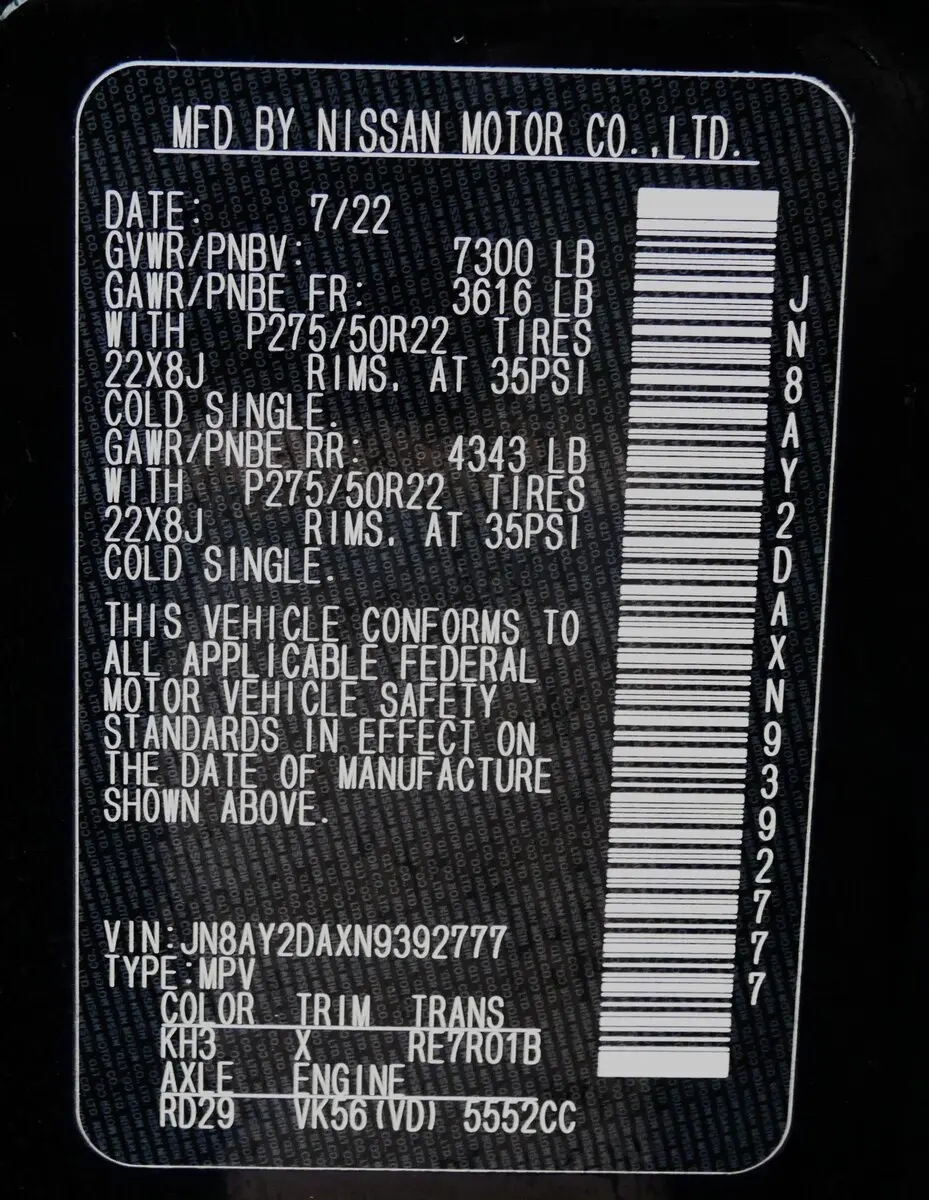 MFD BY NISSAN MOTOR CO.,LTD.
DATE: 7/22
GVWR/PNBV: 7300 LB
GAWR/PNBE FR: 3616 LB
WITH P275/50R22 TIRES
22X8J RIMS. AT 35PSI
COLD SINGLE.
GAWR/PNBE RR: 4343 LB
WITH P275/50R22 TIRES
22X8J RIMS. AT 35PSI
COLD SINGLE.
THIS VEHICLE CONFORMS TO
ALL APPLICABLE FEDERAL
MOTOR VEHICLE SAFETY
STANDARDS IN EFFECT ON
THE DATE OF MANUFACTURE
SHOWN ABOVE.
VIN:JN8AY2DAXN9392777
TYPE:MPV
COLOR TRIM TRANS
KH3 X RE7R01B
AXLE ENGINE
RD29 VK56(VD) 5552CC
JN8AY2DAXN9392777